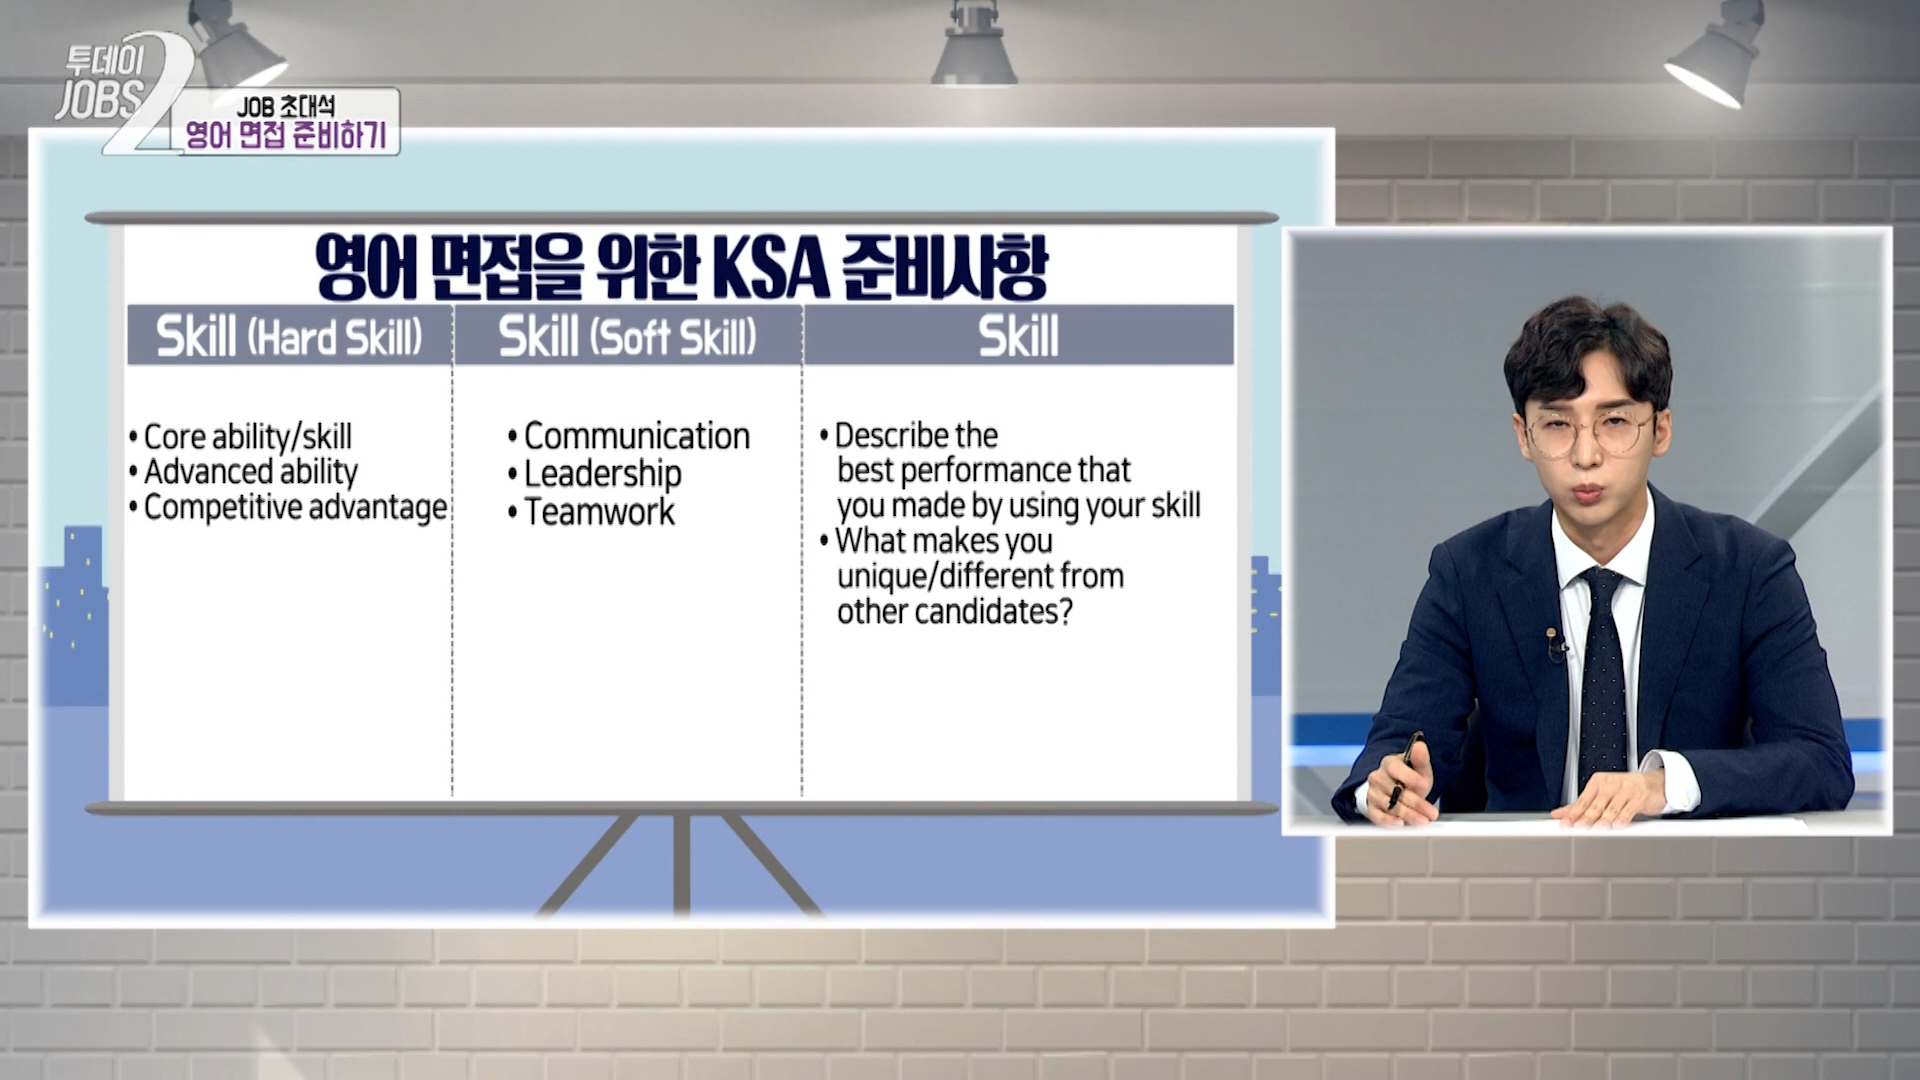 투데이
JOBS 2
JOB 초대석
영어 면접 준비하기
영어 면접을 위한 KSA 준비사항
Skill (Hard Skill)
• Core ability/skill
• Advanced ability
• Competitive advantage
Skill (Soft Skill)
• Communication
• Leadership
• Teamwork
Skill
• Describe the
best performance that
you made by using your skill
• What makes you
unique/different from
other candidates?